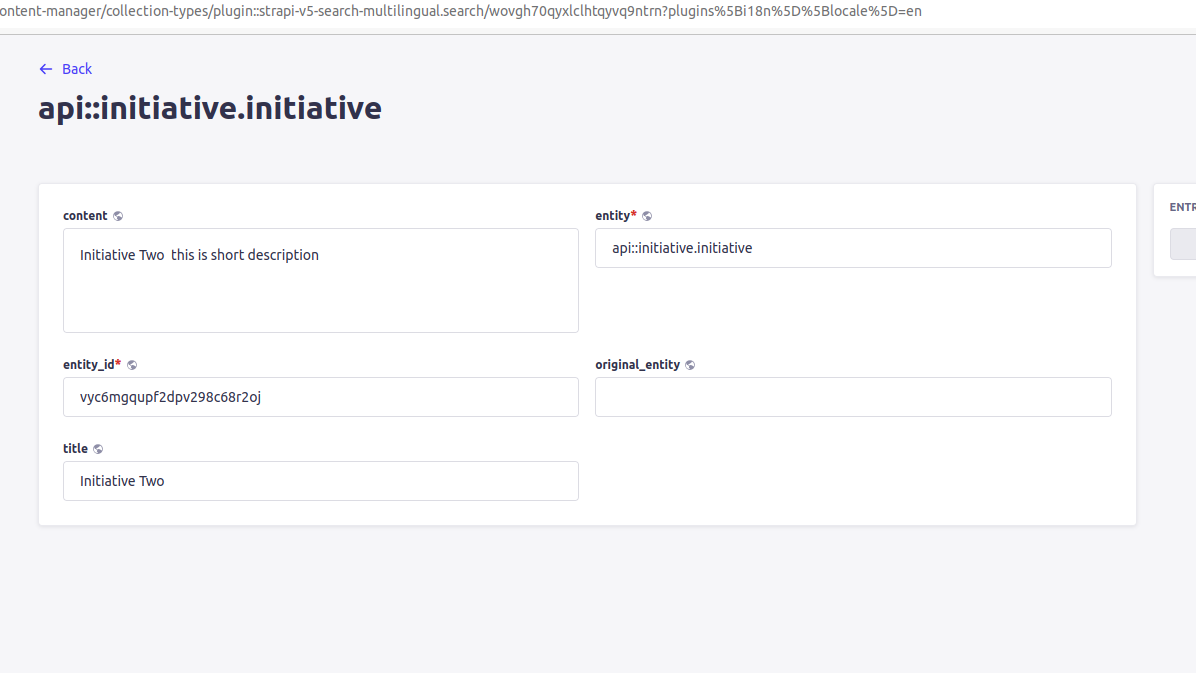 ontent-manager/collection-types/plugin::strapi-v5-search-multilingual.search/wovgh70qyxlclhtqyvq9ntrn?plugins%5Bi18n%5D%5Blocale%5D=en
Back
api::initiative.initiative
content
Initiative Two  this is short description
entity*
api::initiative.initiative
entity_id*
vyc6mgqupf2dpv298c68r2oj
original_entity
title
Initiative Two
ENTR